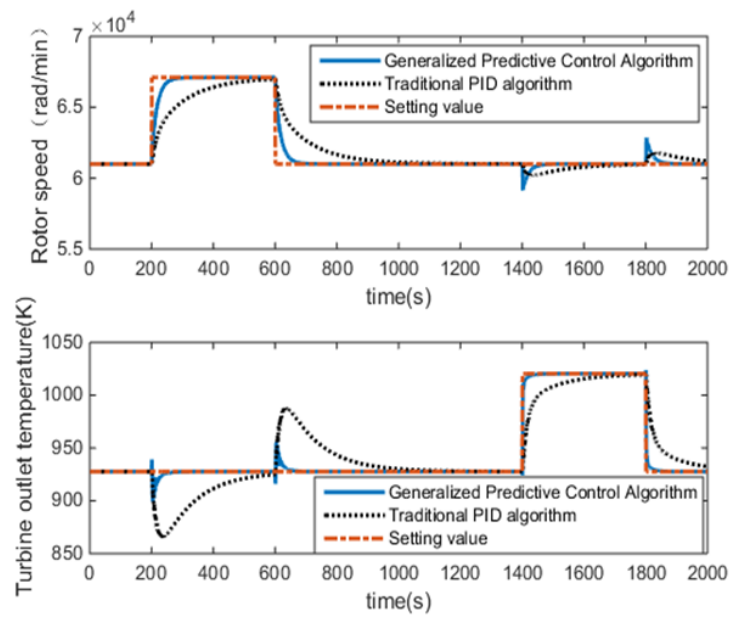 ×10⁴
7
6.5
6
5.5
Rotor speed（rad/min）
Generalized Predictive Control Algorithm
Traditional PID algorithm
Setting value
0 200 400 600 800 1000 1200 1400 1600 1800 2000
time(s)
1050
1000
950
900
850
Turbine outlet temperature(K)
Generalized Predictive Control Algorithm
Traditional PID algorithm
Setting value
0 200 400 600 800 1000 1200 1400 1600 1800 2000
time(s)